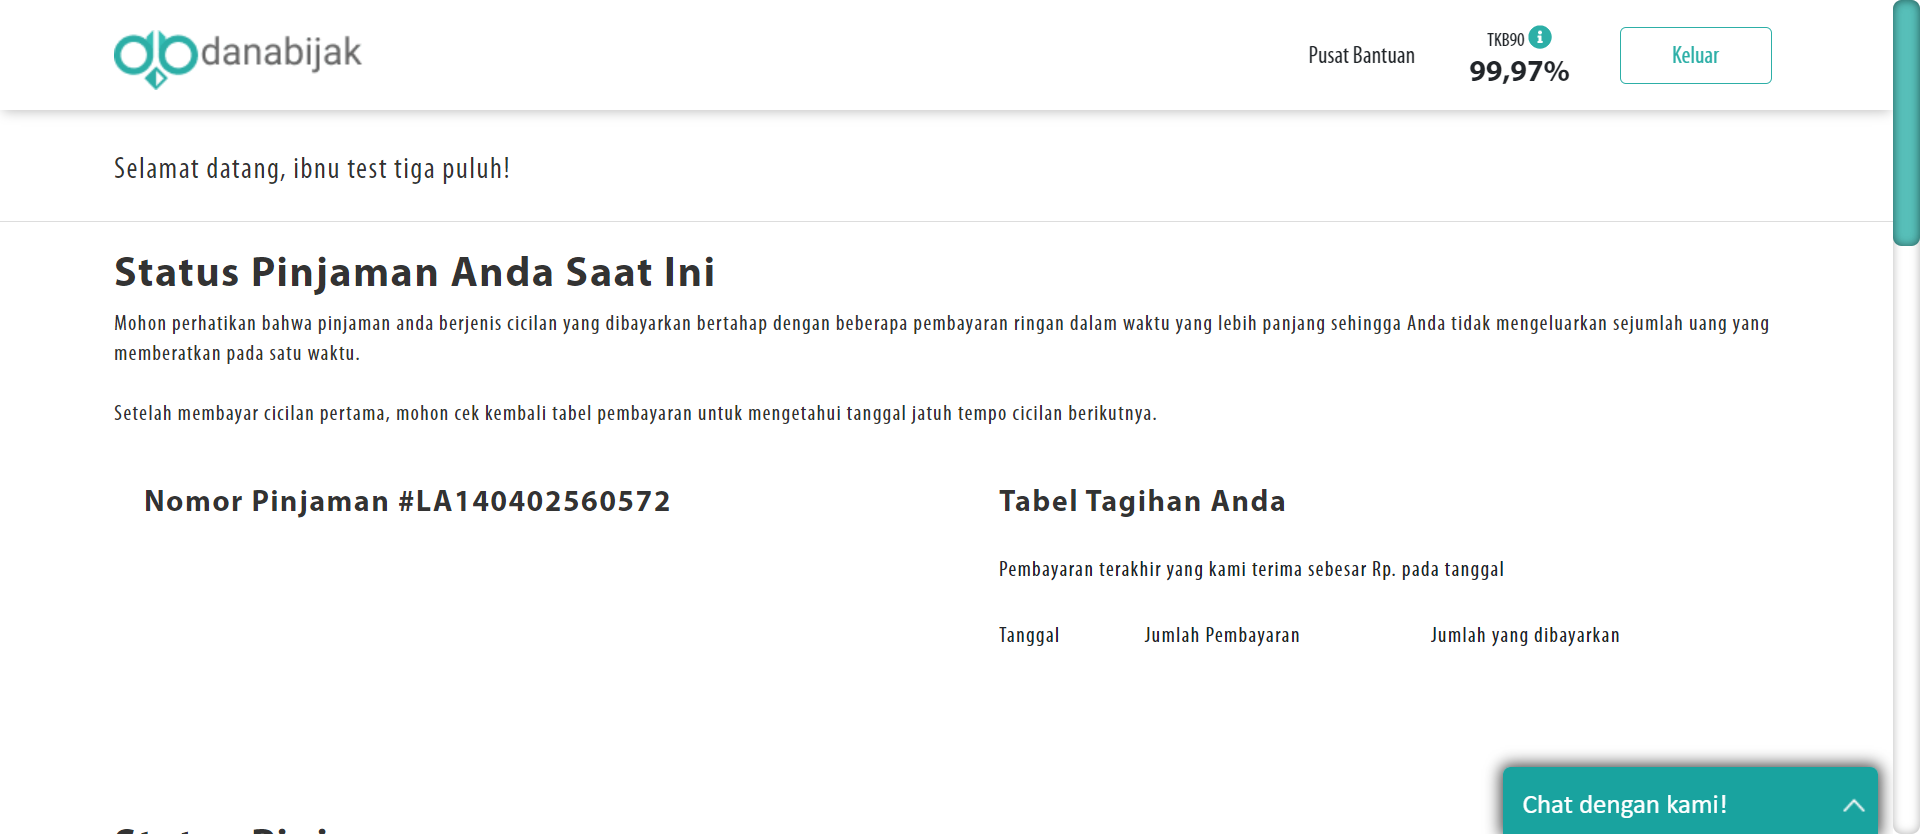 danabijak
Pusat Bantuan
TKB90
99,97%
Keluar
Selamat datang, ibnu test tiga puluh!
Status Pinjaman Anda Saat Ini
Mohon perhatikan bahwa pinjaman anda berjenis cicilan yang dibayarkan bertahap dengan beberapa pembayaran ringan dalam waktu yang lebih panjang sehingga Anda tidak mengeluarkan sejumlah uang yang
memberatkan pada satu waktu.
Setelah membayar cicilan pertama, mohon cek kembali tabel pembayaran untuk mengetahui tanggal jatuh tempo cicilan berikutnya.
Nomor Pinjaman #LA140402560572
Tabel Tagihan Anda
Pembayaran terakhir yang kami terima sebesar Rp. pada tanggal
Tanggal Jumlah Pembayaran Jumlah yang dibayarkan
Chat dengan kami!